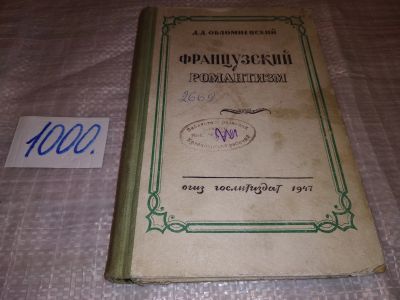 Д.Д. ОБЛОМИЕВСКИЙ
ФРАНЦУЗСКИЙ
РОМАНТИЗМ
2669
1000.
огиз гослитиздат 1947